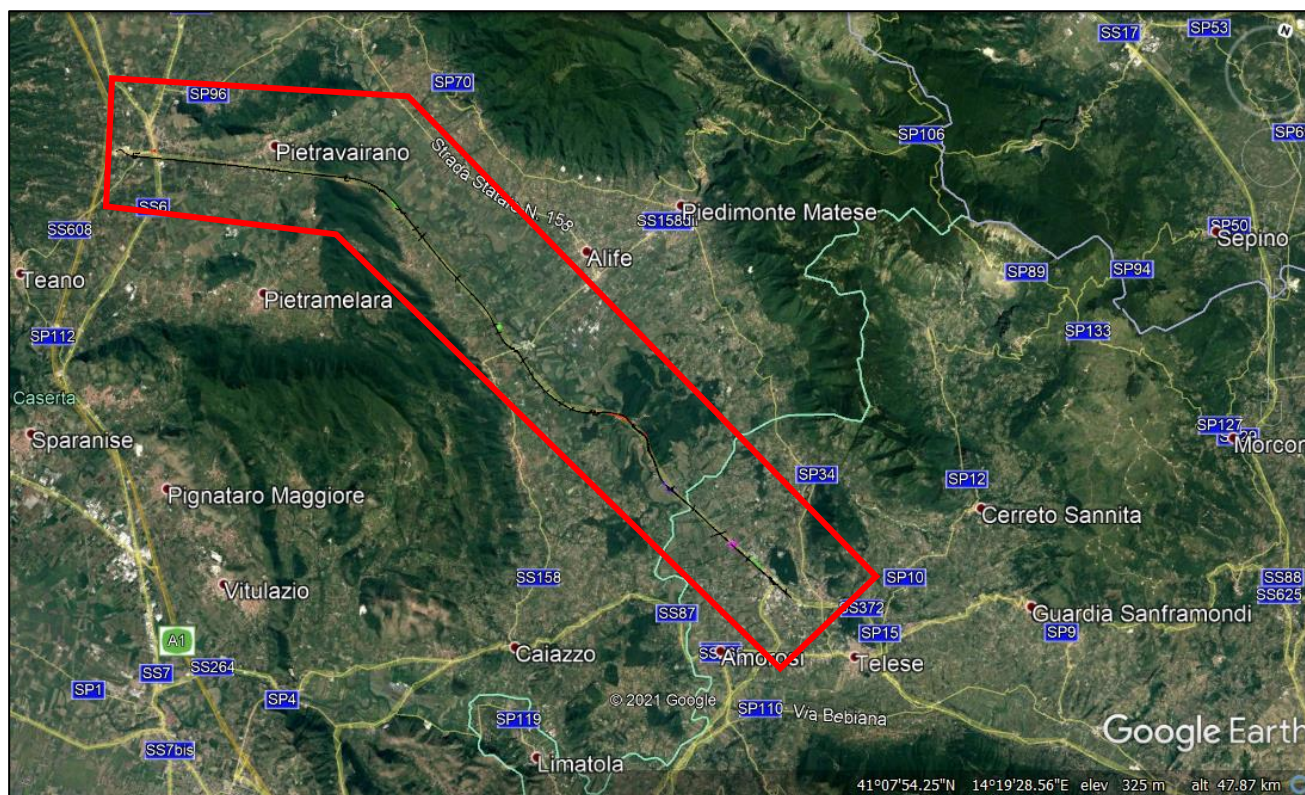 SS17
SP53
N
SP70
SP96
SP106
Pietravairano
Strada Statale N. 158
SS6
Piedimonte Matese
SP50
SS608
Sepino
Alife
Teano
SP89
SP94
Pietramelara
SP112
SP133
Caserta
Sparanise
SP127
Morcon
SP34
SP12
Pignataro Maggiore
Cerreto Sannita
SS158
SP10
SS88
Vitulazio
SS625
SS87
SS372
Guardia Sanframondi
A1
SP15
SP9
Caiazzo
Amorosi
Telese
SS264
SS7
SP1
SP4
© 2021 Google
SP119
SP110
Via Bebiana
Google Earth
SS7bis
Limatola
41°07'54.25"N 14°19'28.56"E elev 325 m alt 47.87 km